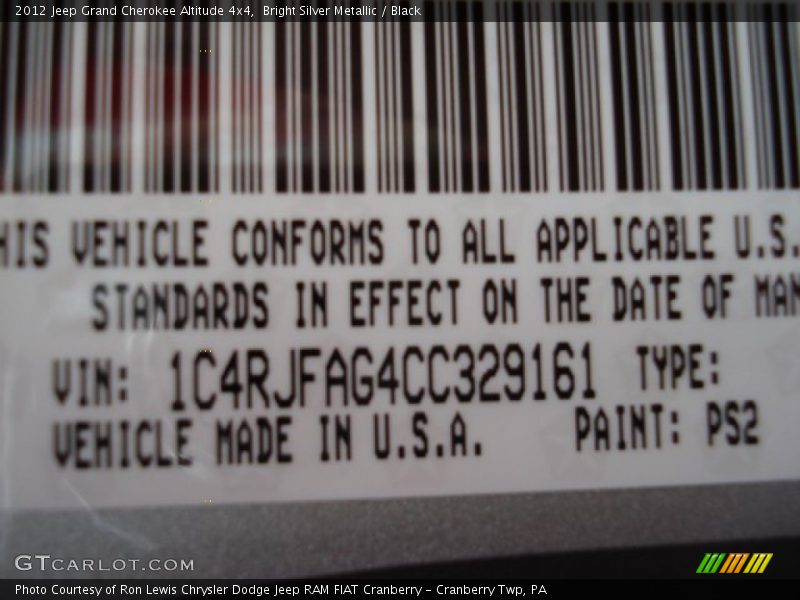 2012 Jeep Grand Cherokee Altitude 4x4, Bright Silver Metallic / Black
HIS VEHICLE CONFORMS TO ALL APPLICABLE U.S.
STANDARDS IN EFFECT ON THE DATE OF MAN
VIN: 1C4RJFAG4CC329161 TYPE:
VEHICLE MADE IN U.S.A. PAINT: PS2
GTCARLOT.COM
Photo Courtesy of Ron Lewis Chrysler Dodge Jeep RAM FIAT Cranberry - Cranberry Twp, PA